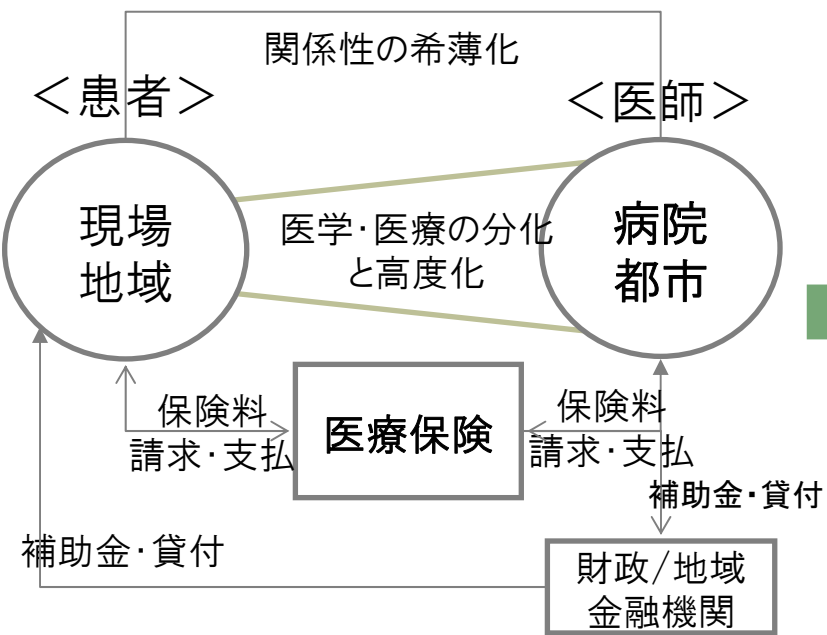 関係性の希薄化
＜患者＞
＜医師＞
現場
地域
医学・医療の分化
と高度化
病院
都市
保険料
請求・支払
医療保険
保険料
請求・支払
補助金・貸付
補助金・貸付
財政/地域
金融機関